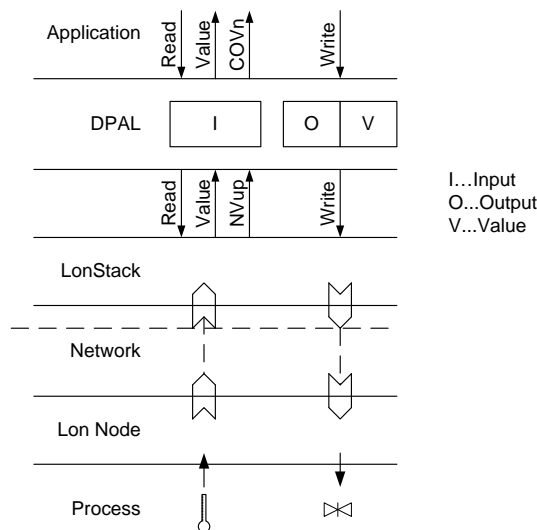 Application
Read
Value
COVn
Write
DPAL
I
O
V
Read
Value
NVup
Write
I...Input
O...Output
V...Value
LonStack
Network
Lon Node
Process